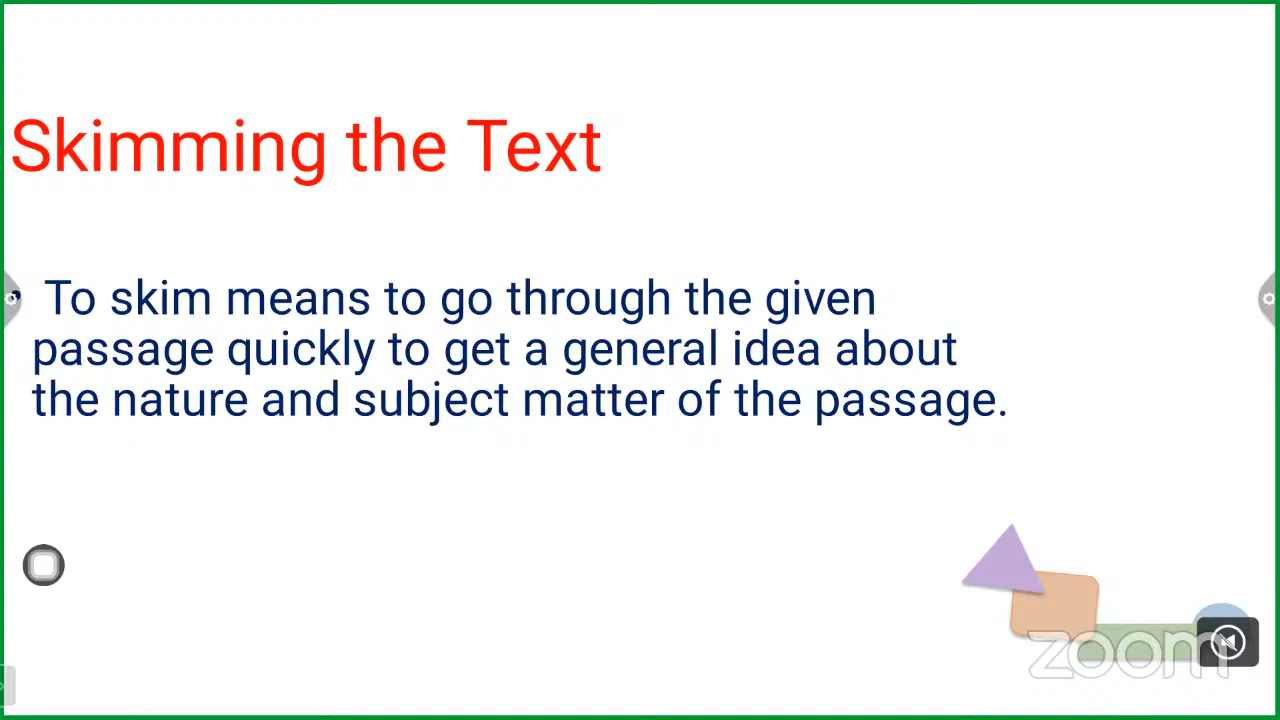 Skimming the Text
• To skim means to go through the given
passage quickly to get a general idea about
the nature and subject matter of the passage.
zoom